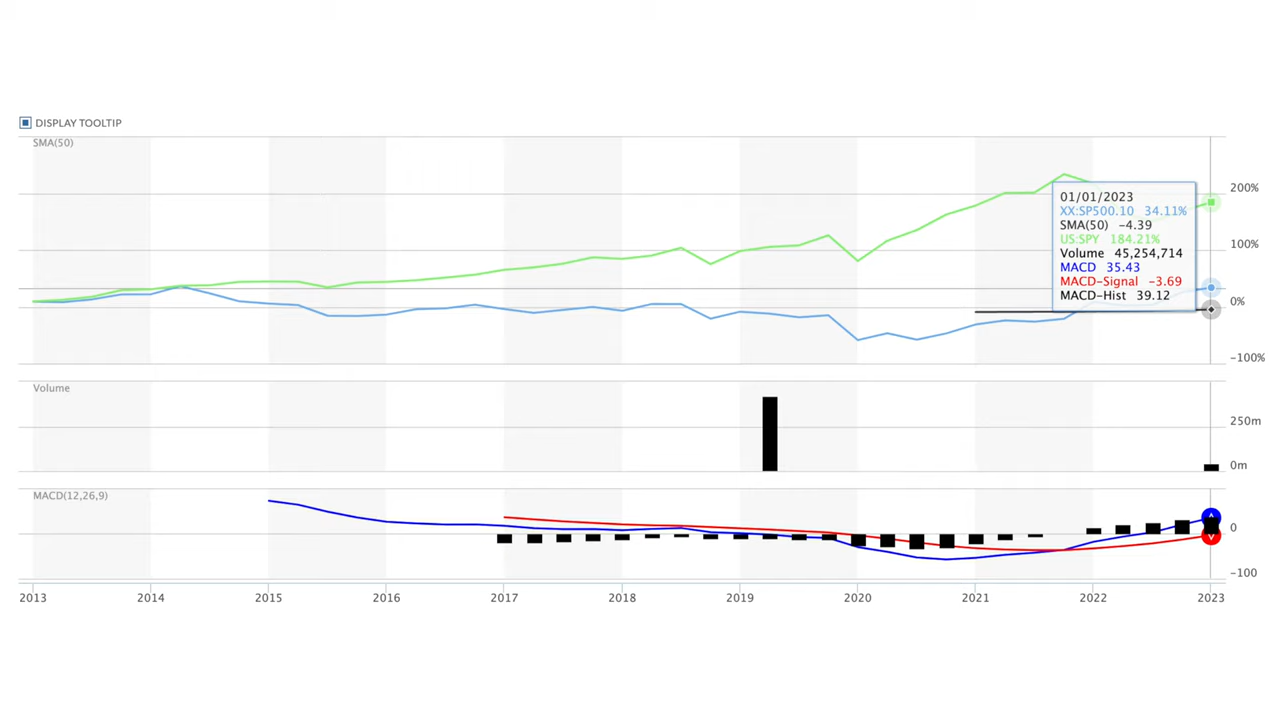 DISPLAY TOOLTIP
SMA(50)
200%
100%
0%
-100%
01/01/2023
XX:SP500.10 34.11%
SMA(50) -4.39
US:SPY 184.21%
Volume 45,254,714
MACD 35.43
MACD-Signal -3.69
MACD-Hist 39.12
Volume
250m
0m
MACD(12,26,9)
0
-100
2013 2014 2015 2016 2017 2018 2019 2020 2021 2022 2023